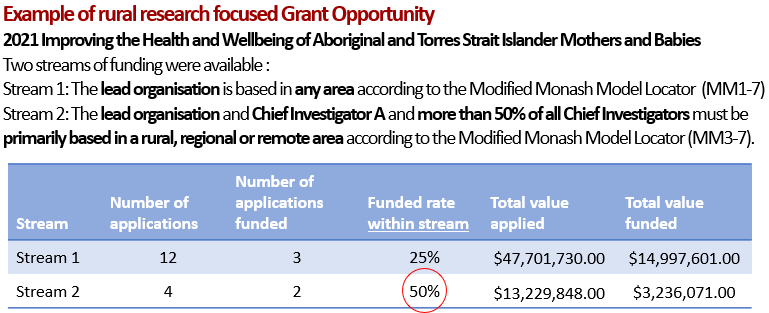 Example of rural research focused Grant Opportunity
2021 Improving the Health and Wellbeing of Aboriginal and Torres Strait Islander Mothers and Babies
Two streams of funding were available :
Stream 1: The lead organisation is based in any area according to the Modified Monash Model Locator (MM1-7)
Stream 2: The lead organisation and Chief Investigator A and more than 50% of all Chief Investigators must be
primarily based in a rural, regional or remote area according to the Modified Monash Model Locator (MM3-7).
Stream Number of applications Number of applications funded Funded rate within stream Total value applied Total value funded
Stream 1 12 3 25% $47,701,730.00 $14,997,601.00
Stream 2 4 2 50% $13,229,848.00 $3,236,071.00